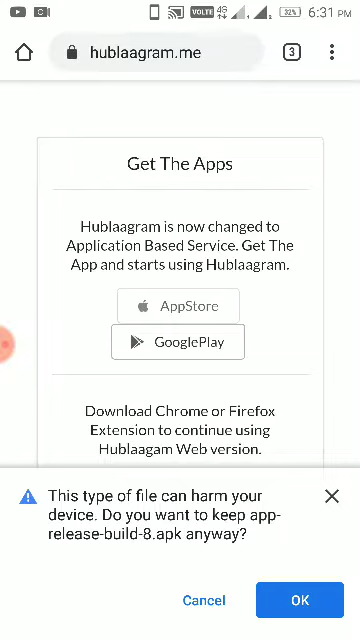 VOLTE 4G 32% 6:31 PM
hublaagram.me 3
Get The Apps
Hublaagram is now changed to
Application Based Service. Get The
App and starts using Hublaagram.
AppStore
GooglePlay
Download Chrome or Firefox
Extension to continue using
Hublaagam Web version.
This type of file can harm your
device. Do you want to keep app-
release-build-8.apk anyway?
Cancel OK